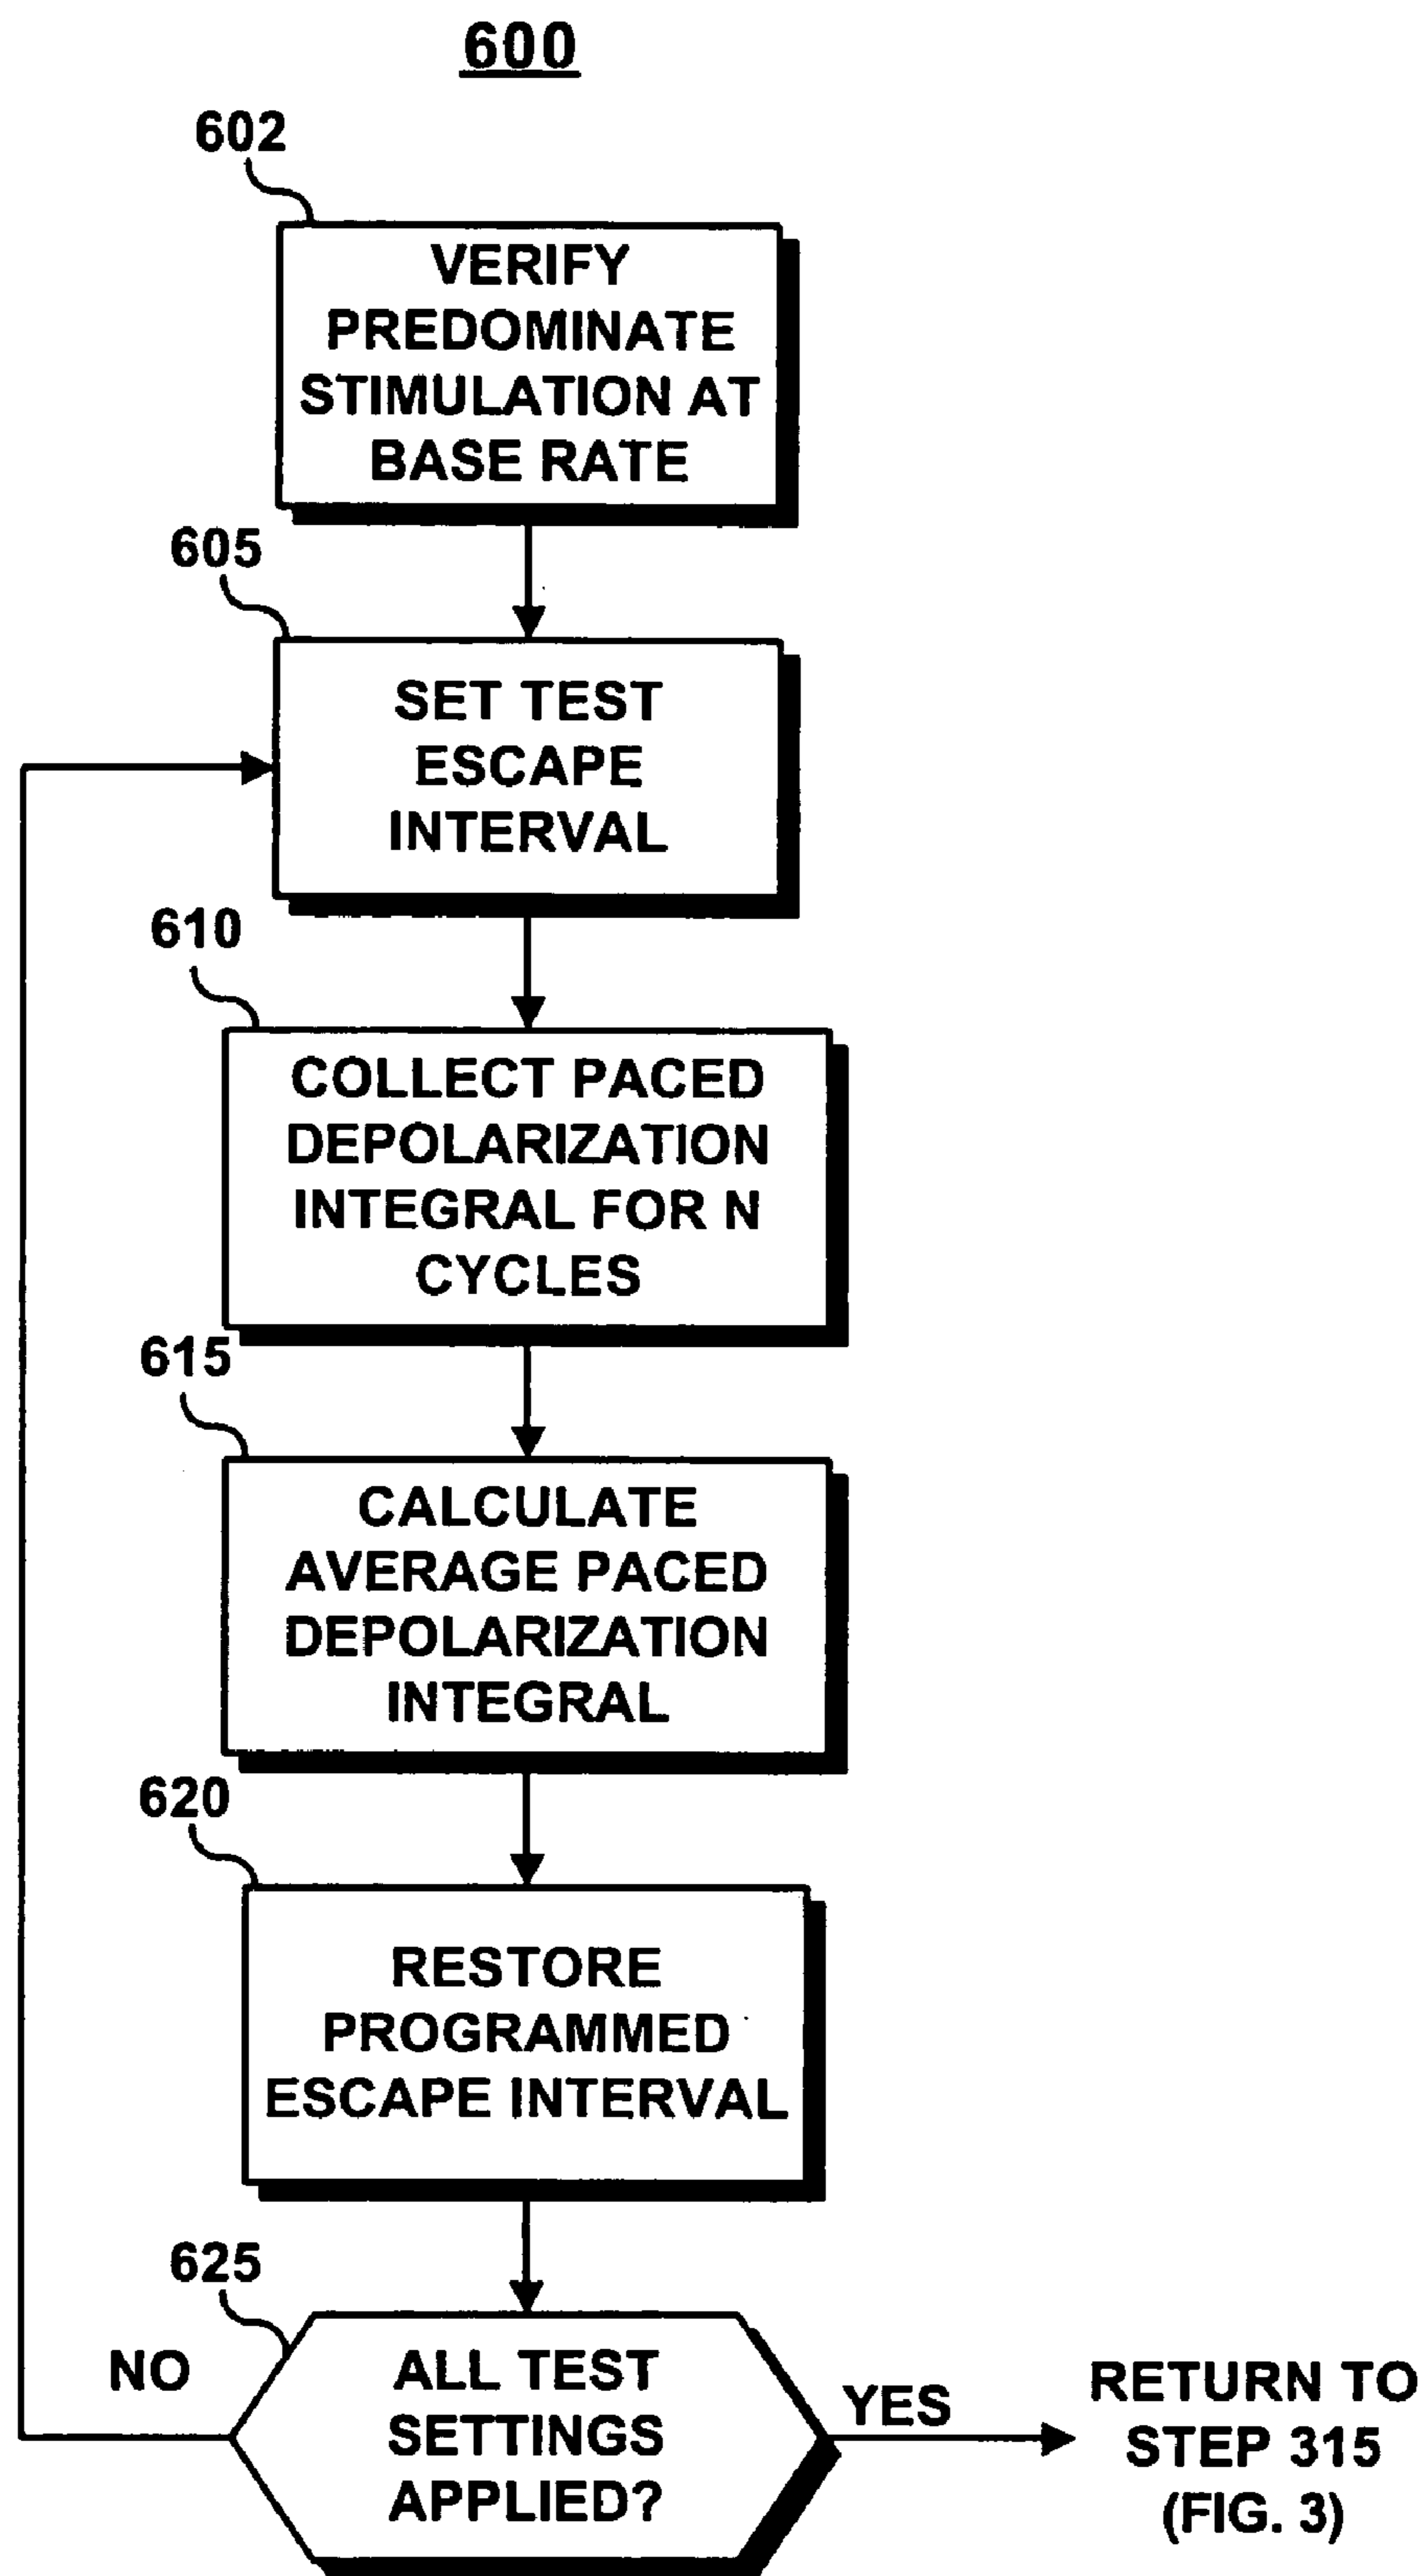 600
602
VERIFY
PREDOMINATE
STIMULATION AT
BASE RATE
605
SET TEST
ESCAPE
INTERVAL
610
COLLECT PACED
DEPOLARIZATION
INTEGRAL FOR N
CYCLES
615
CALCULATE
AVERAGE PACED
DEPOLARIZATION
INTEGRAL
620
RESTORE
PROGRAMMED
ESCAPE INTERVAL
625
NO
ALL TEST
SETTINGS
APPLIED?
YES
RETURN TO
STEP 315
(FIG. 3)